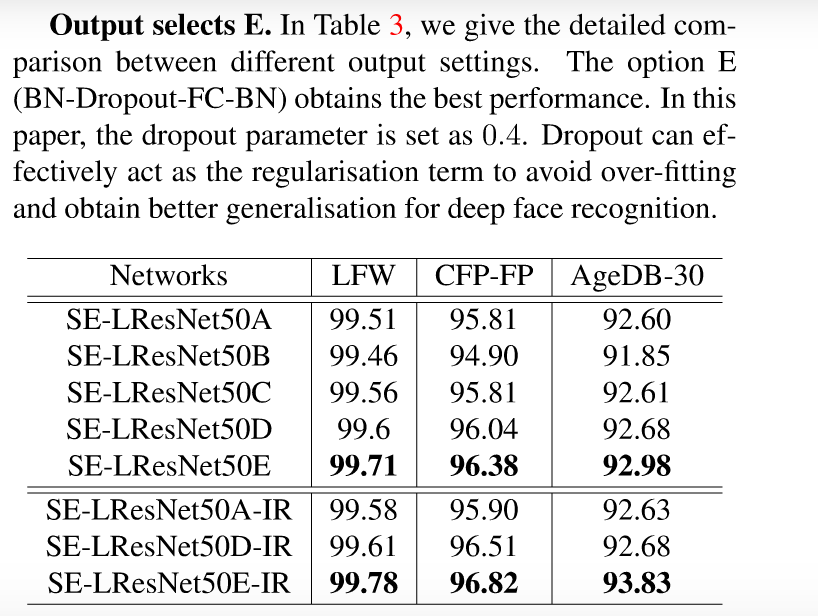 Output selects E. In Table 3, we give the detailed com-
parison between different output settings. The option E
(BN-Dropout-FC-BN) obtains the best performance. In this
paper, the dropout parameter is set as 0.4. Dropout can ef-
fectively act as the regularisation term to avoid over-fitting
and obtain better generalisation for deep face recognition.
Networks LFW CFP-FP AgeDB-30
SE-LResNet50A 99.51 95.81 92.60
SE-LResNet50B 99.46 94.90 91.85
SE-LResNet50C 99.56 95.81 92.61
SE-LResNet50D 99.6 96.04 92.68
SE-LResNet50E 99.71 96.38 92.98
SE-LResNet50A-IR 99.58 95.90 92.63
SE-LResNet50D-IR 99.61 96.51 92.68
SE-LResNet50E-IR 99.78 96.82 93.83